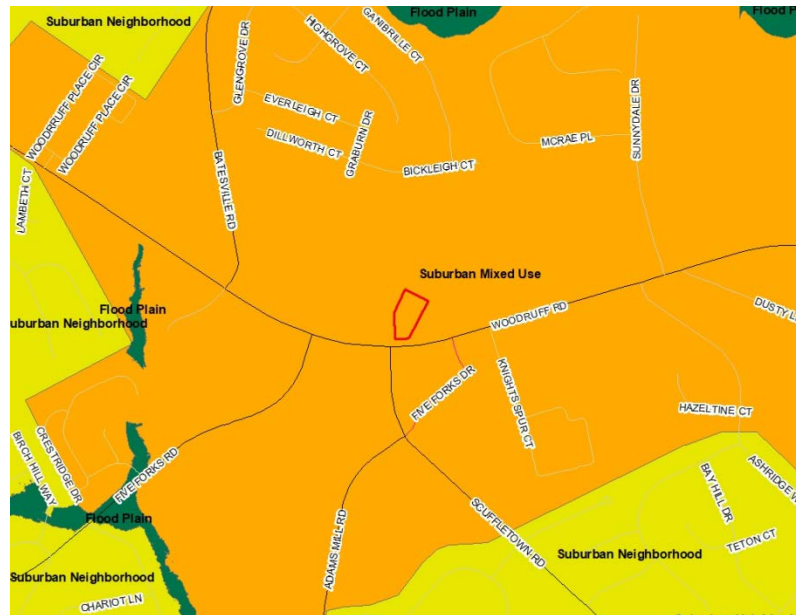 Suburban Neighborhood
Flood Plain
Flood P
GANIBRILLE CT
HIGHGROVE CT
GLENGROVE DR
WOODRRUFF PLACE CIR
WOODRUFF PLACE CIR
EVERLEIGH CT
GRABURN DR
DILLWORTH CT
BICKLEIGH CT
MCRAE PL
SUNNYDALE DR
LAMBETH CT
BATESVILLE RD
Suburban Mixed Use
Flood Plain
uburban Neighborhood
WOODRUFF RD
DUSTY L
FIVE FORKS DR
KNIGHTS SPUR CT
HAZELTINE CT
CRESTRIDGE DR
BIRCH HILL WAY
FIVE FORKS RD
Flood Plain
ADAMS MILL RD
SCUFFLETOWN RD
BAY HILL DR
ASHRIDGE W
TETON CT
Suburban Neighborhood
Suburban Neighborhood
CHARIOT LN